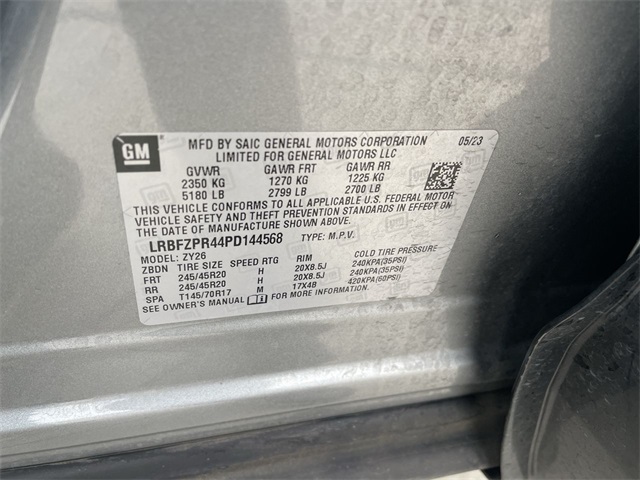 GM
MFD BY SAIC GENERAL MOTORS CORPORATION 05/23
LIMITED FOR GENERAL MOTORS LLC
GVWR GAWR FRT GAWR RR
2350 KG 1270 KG 1225 KG
5180 LB 2799 LB 2700 LB
THIS VEHICLE CONFORMS TO ALL APPLICABLE U.S. FEDERAL MOTOR
VEHICLE SAFETY AND THEFT PREVENTION STANDARDS IN EFFECT ON
THE DATE OF MANUFACTURE SHOWN ABOVE.
LRBFZPR44PD144568 TYPE: M.P.V.
MODEL: ZY26
ZBDN TIRE SIZE SPEED RTG RIM COLD TIRE PRESSURE
FRT 245/45R20 H 20X8.5J 240KPA(35PSI)
RR 245/45R20 H 20X8.5J 240KPA(35PSI)
SPA T145/70R17 M 17X4B 420KPA(60PSI)
SEE OWNER'S MANUAL FOR MORE INFORMATION.